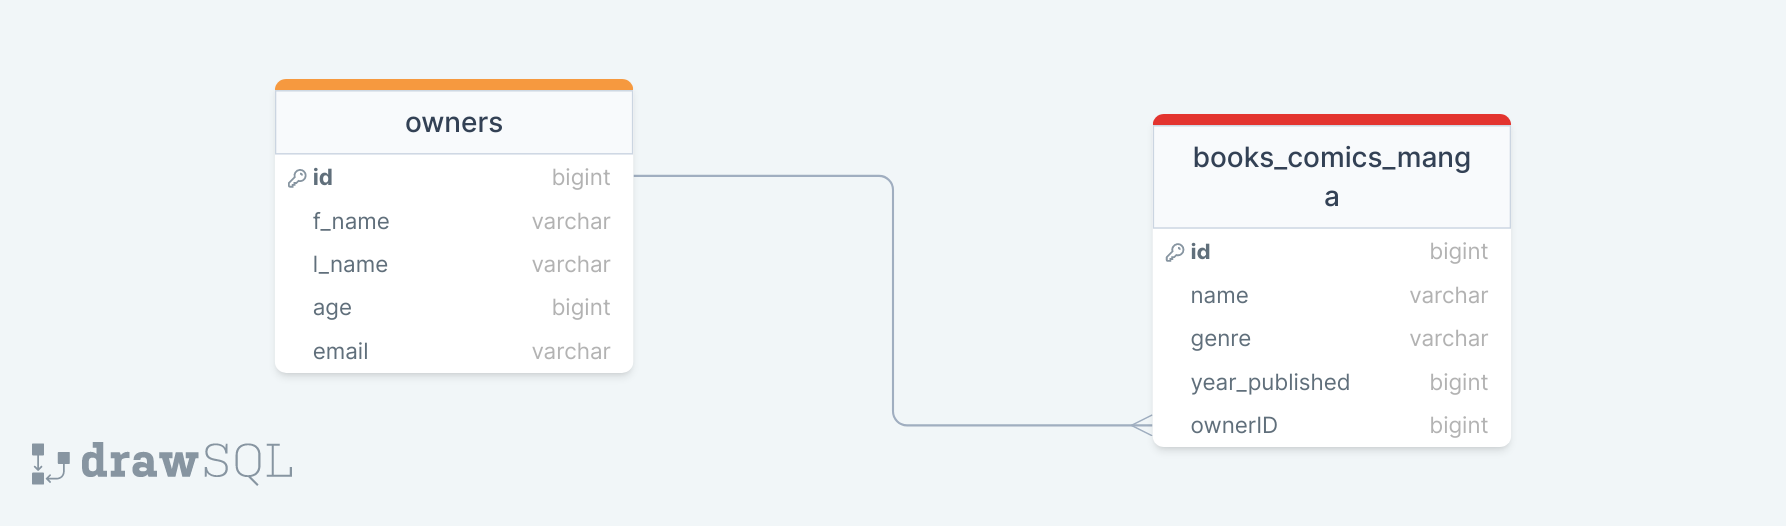 owners
id bigint
f_name varchar
l_name varchar
age bigint
email varchar
books_comics_mang
a
id bigint
name varchar
genre varchar
year_published bigint
ownerID bigint
drawSQL